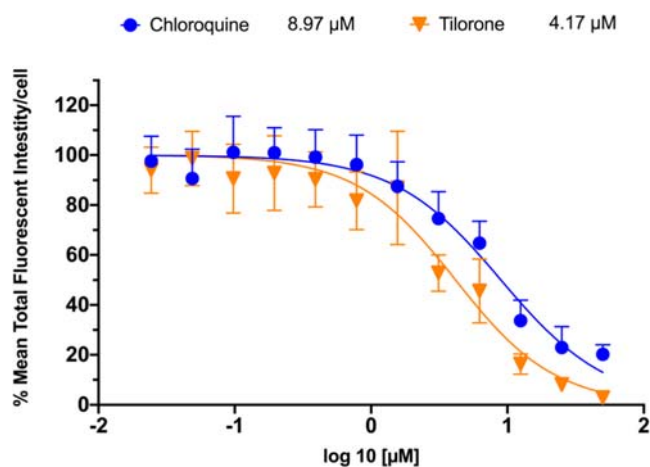 Chloroquine 8.97 µM Tilorone 4.17 µM
% Mean Total Fluorescent Intestity/cell
120
100
80
60
40
20
0
-2 -1 0 1 2
log 10 [µM]